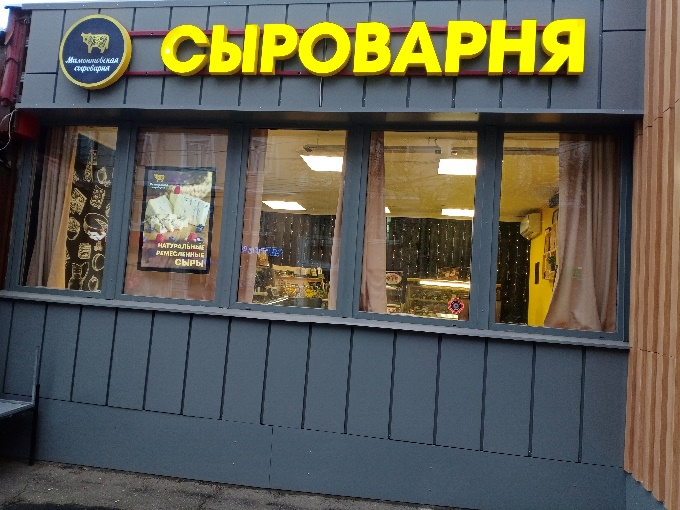 Мамонтовская
сыроварня
СЫРОВАРНЯ
НАТУРАЛЬНЫЕ
РЕМЕСЛЕННЫЕ
СЫРЫ